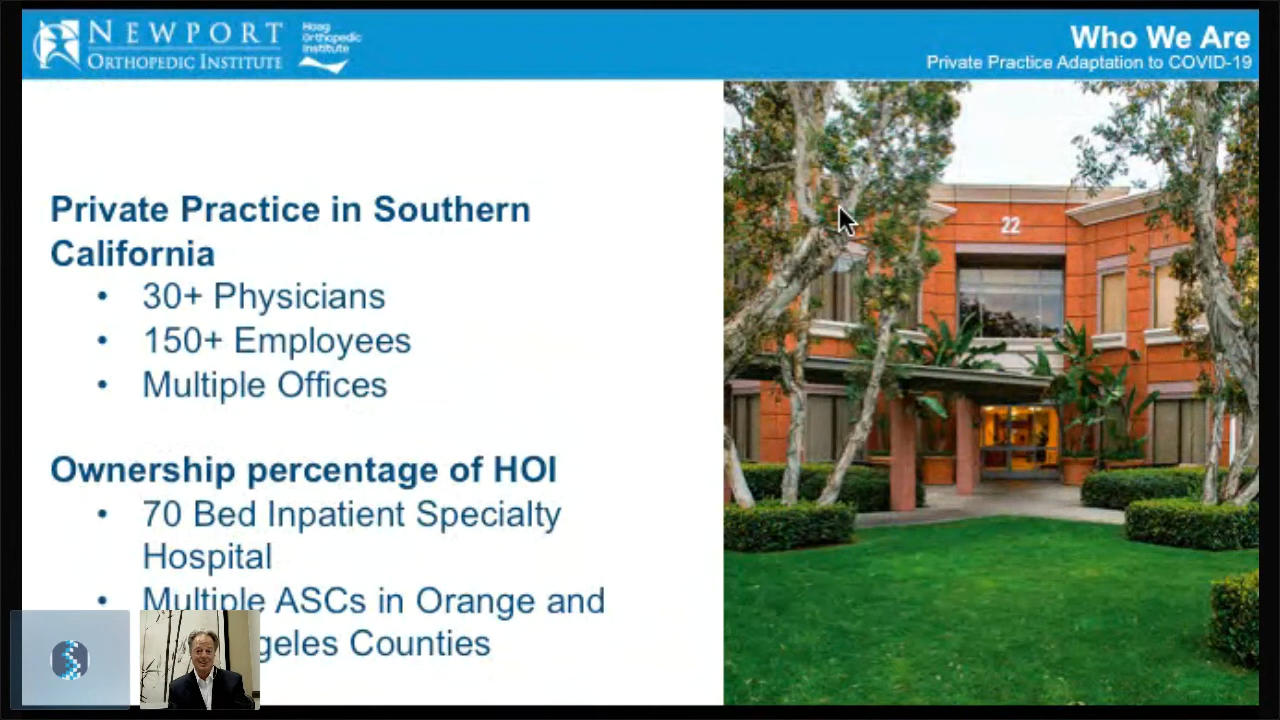 NEWPORT
ORTHOPEDIC INSTITUTE
Hoag
Orthopedic
Institute
Who We Are
Private Practice Adaptation to COVID-19
Private Practice in Southern
California
• 30+ Physicians
• 150+ Employees
• Multiple Offices
Ownership percentage of HOI
• 70 Bed Inpatient Specialty
Hospital
• Multiple ASCs in Orange and
geles Counties
22